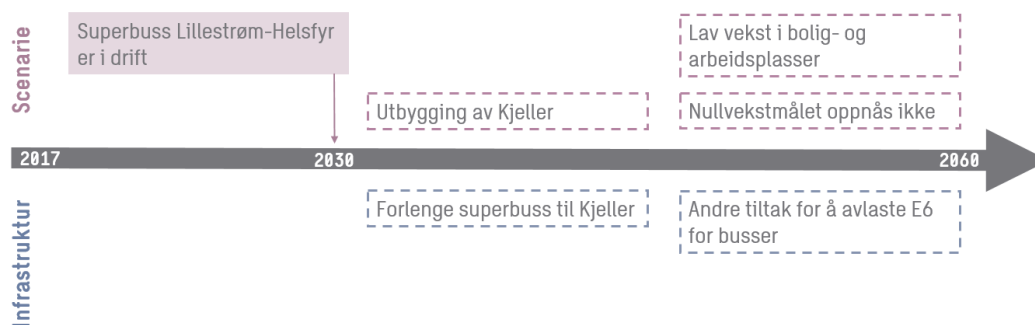 Scenarie
Superbuss Lillestrøm-Helsfyr
er i drift
Utbygging av Kjeller
Lav vekst i bolig- og
arbeidsplasser
Nullvekstmålet oppnås ikke
2017
2030
2060
Infrastruktur
Forlenge superbuss til Kjeller
Andre tiltak for å avlaste E6
for busser